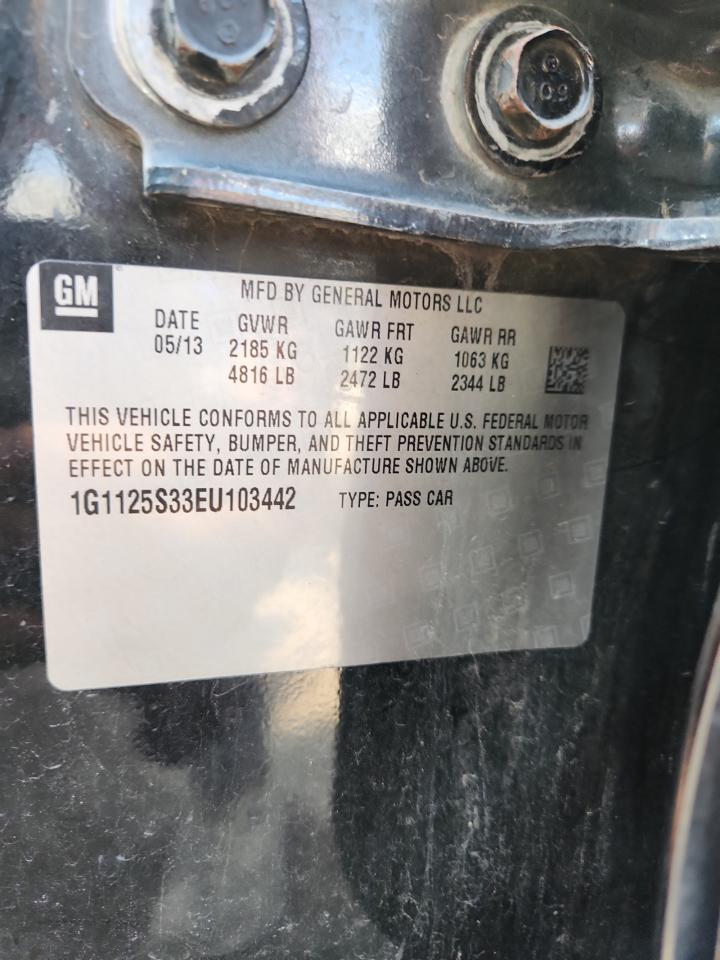 GM
MFD BY GENERAL MOTORS LLC
DATE GVWR GAWR FRT GAWR RR
05/13 2185 KG 1122 KG 1063 KG
4816 LB 2472 LB 2344 LB
THIS VEHICLE CONFORMS TO ALL APPLICABLE U.S. FEDERAL MOTOR
VEHICLE SAFETY, BUMPER, AND THEFT PREVENTION STANDARDS IN
EFFECT ON THE DATE OF MANUFACTURE SHOWN ABOVE.
1G1125S33EU103442 TYPE: PASS CAR